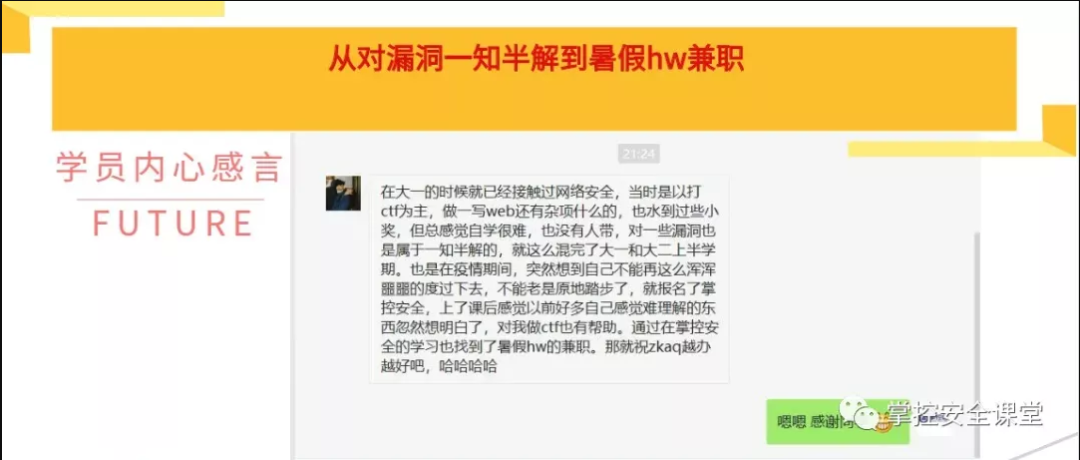 从对漏洞一知半解到暑假hw兼职
学员内心感言
FUTURE
21:24
在大一的时候就已经接触过网络安全，当时是以打
ctf为主，做一写web还有杂项什么的，也水到过些小
奖，但总感觉自学很难，也没有人带，对一些漏洞也
是属于一知半解的，就这么混完了大一和大二上半学
期。也是在疫情期间，突然想到自己不能再这么浑浑
噩噩的度过下去，不能老是原地踏步了，就报名了掌
控安全，上了课后感觉以前好多自己感觉难理解的东
西忽然想明白了，对我做ctf也有帮助。通过在掌控安
全的学习也找到了暑假hw的兼职。那就祝zkaq越办
越好吧，哈哈哈哈
嗯嗯 感谢
掌控安全课堂